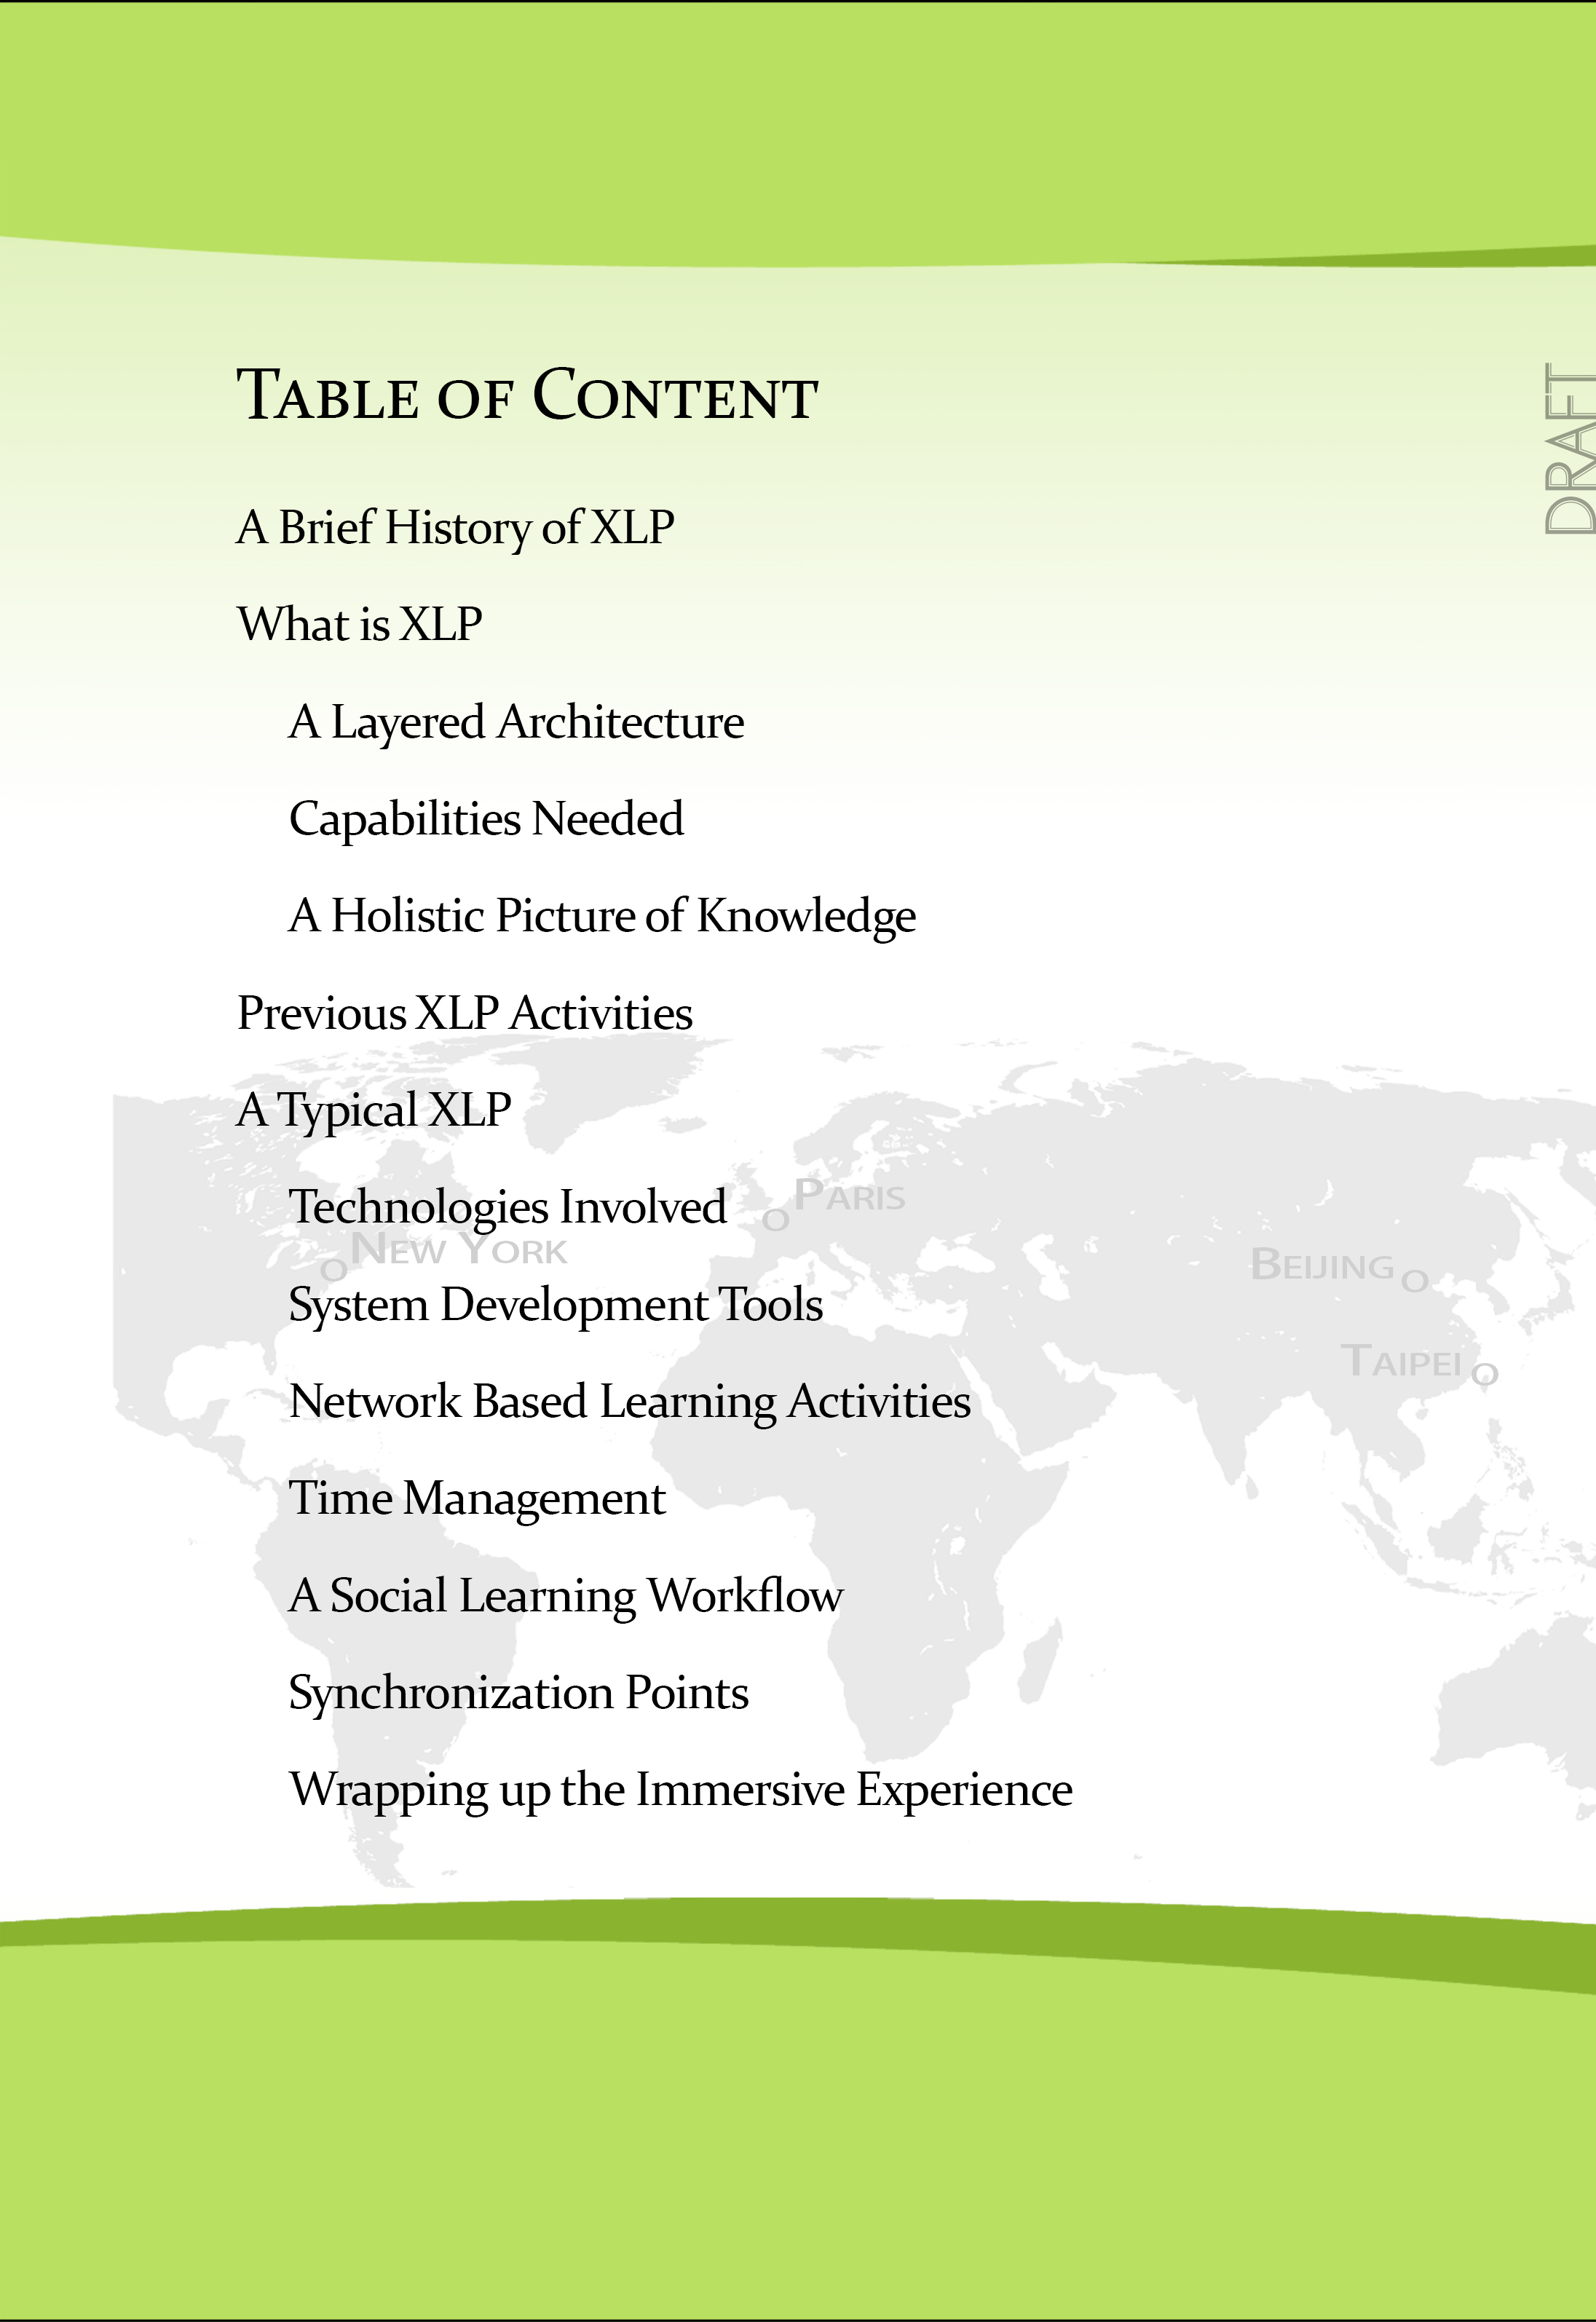 Table of Content
DRAFT
A Brief History of XLP
What is XLP
A Layered Architecture
Capabilities Needed
A Holistic Picture of Knowledge
Previous XLP Activities
A Typical XLP
Technologies Involved
Paris
New York
Beijing
System Development Tools
Taipei
Network Based Learning Activities
Time Management
A Social Learning Workflow
Synchronization Points
Wrapping up the Immersive Experience